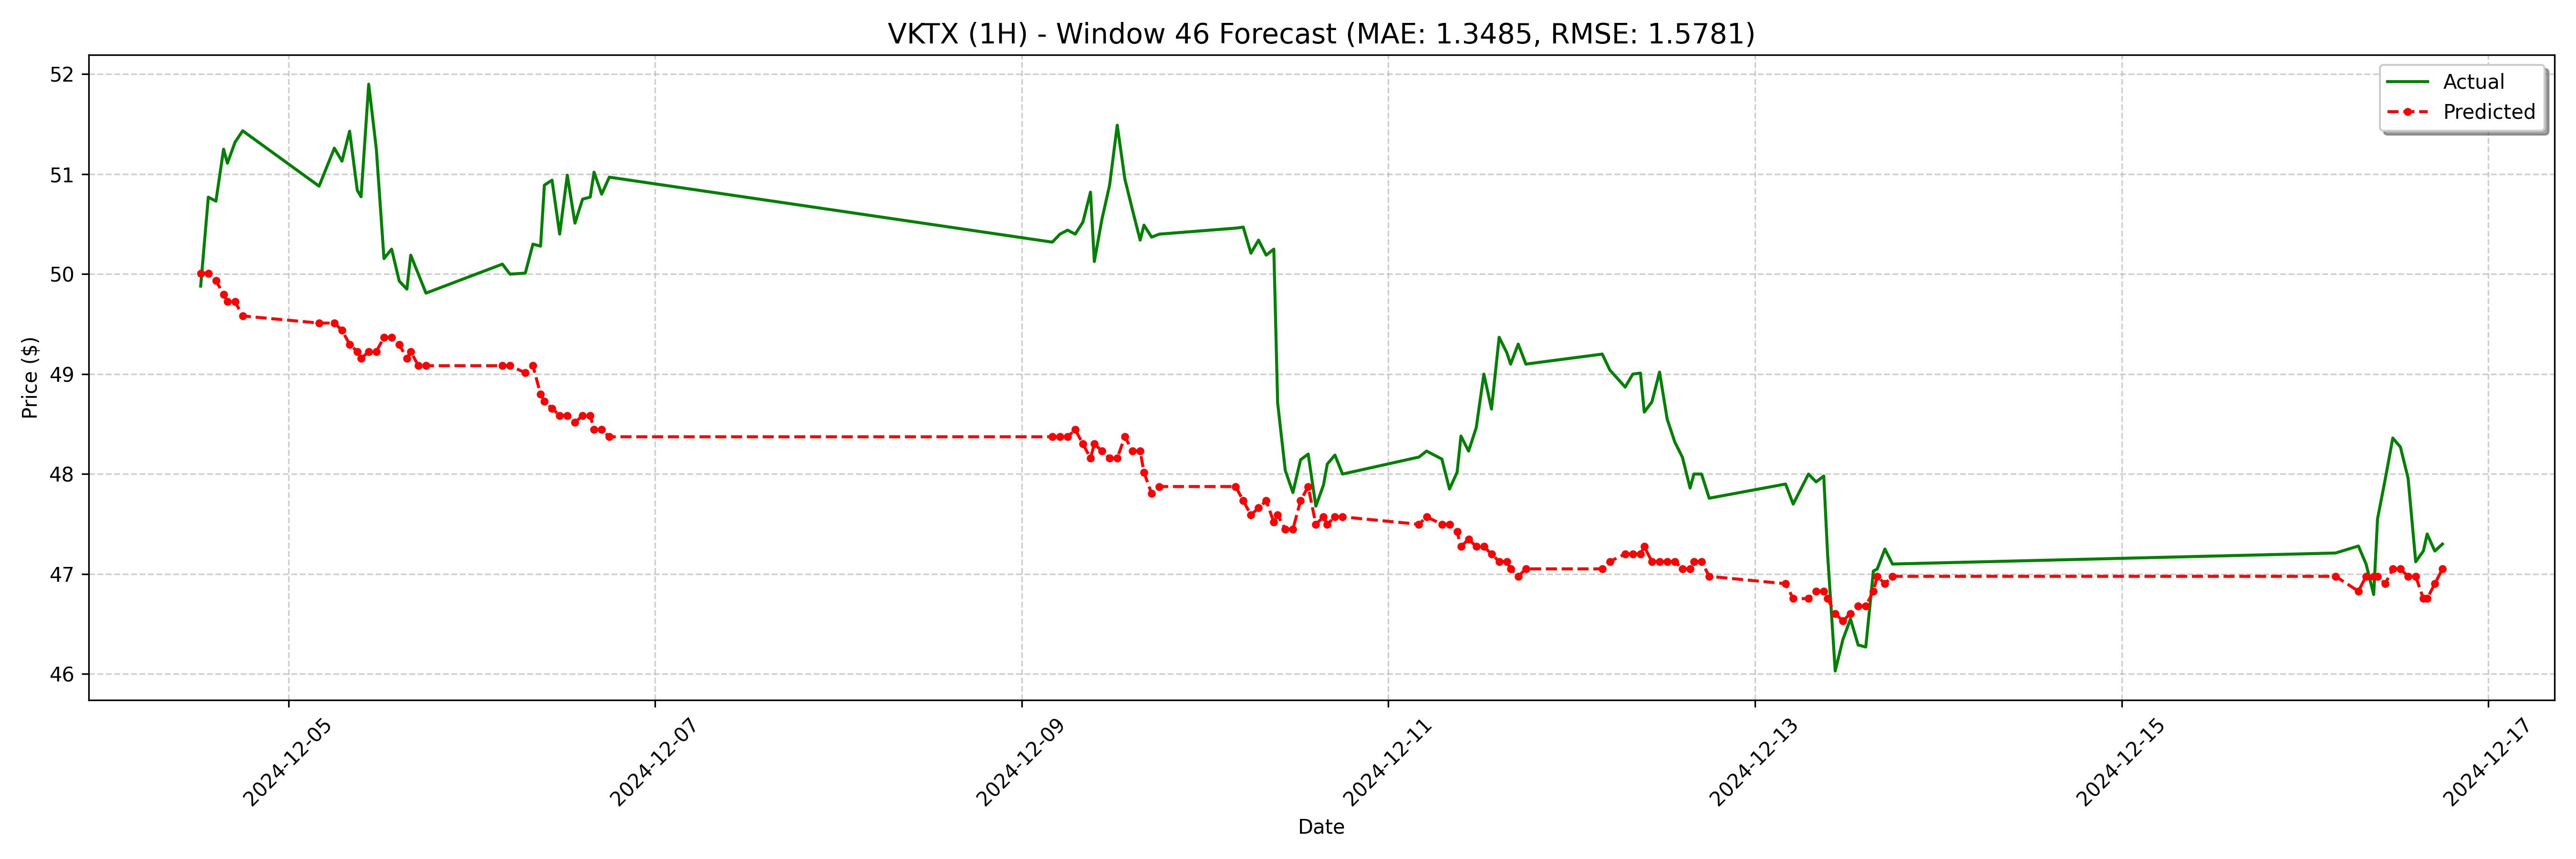 VKTX (1H) - Window 46 Forecast (MAE: 1.3485, RMSE: 1.5781)
Actual
Predicted
Price ($)
52
51
50
49
48
47
46
2024-12-05
2024-12-07
2024-12-09
2024-12-11
2024-12-13
2024-12-15
2024-12-17
Date